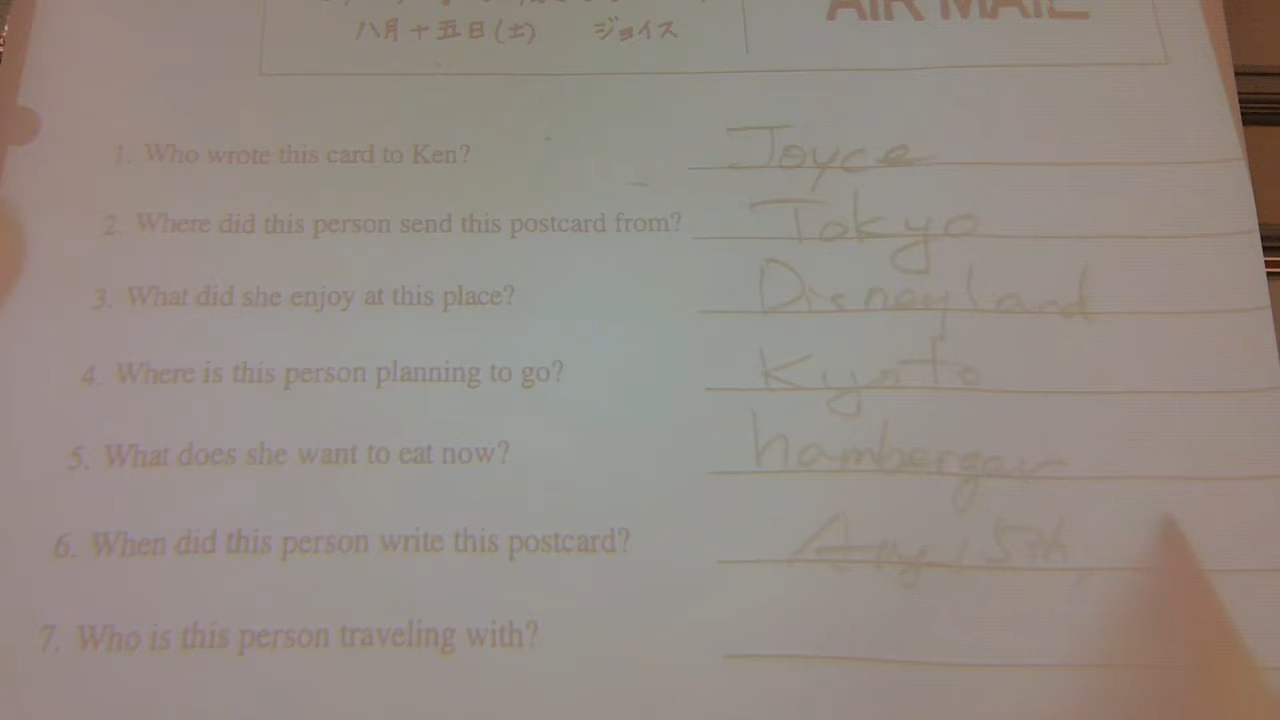 AIR MAIL
八月十五日(土) ジョイス
1. Who wrote this card to Ken? Joyce
2. Where did this person send this postcard from? Tokyo
3. What did she enjoy at this place? Disneyland
4. Where is this person planning to go? Kyoto
5. What does she want to eat now? hamberger
6. When did this person write this postcard? Aug 15th
7. Who is this person traveling with?